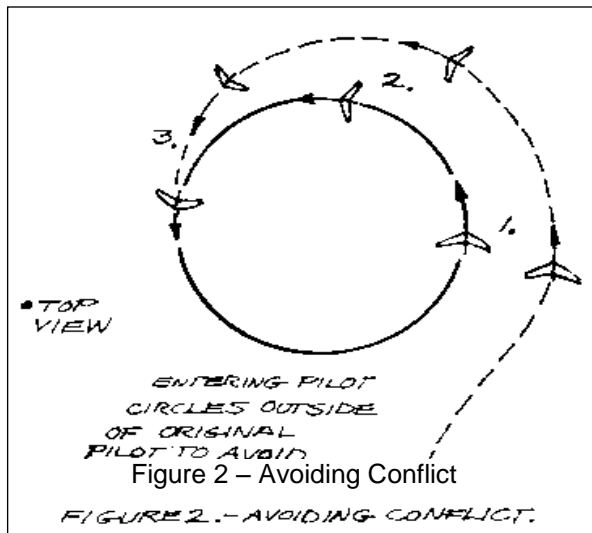 2.
3.
1.
• TOP
VIEW
ENTERING PILOT
CIRCLES OUTSIDE
OF ORIGINAL
PILOT TO AVOID
Figure 2 – Avoiding Conflict
FIGURE 2.-AVOIDING CONFLICT.